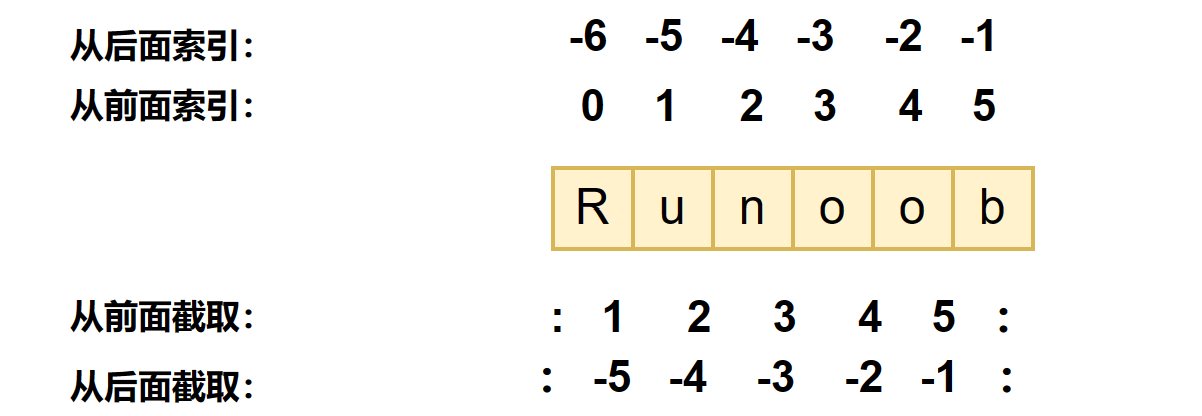 从后面索引： -6 -5 -4 -3 -2 -1
从前面索引： 0 1 2 3 4 5
R u n o o b
从前面截取： : 1 2 3 4 5 :
从后面截取： : -5 -4 -3 -2 -1 :